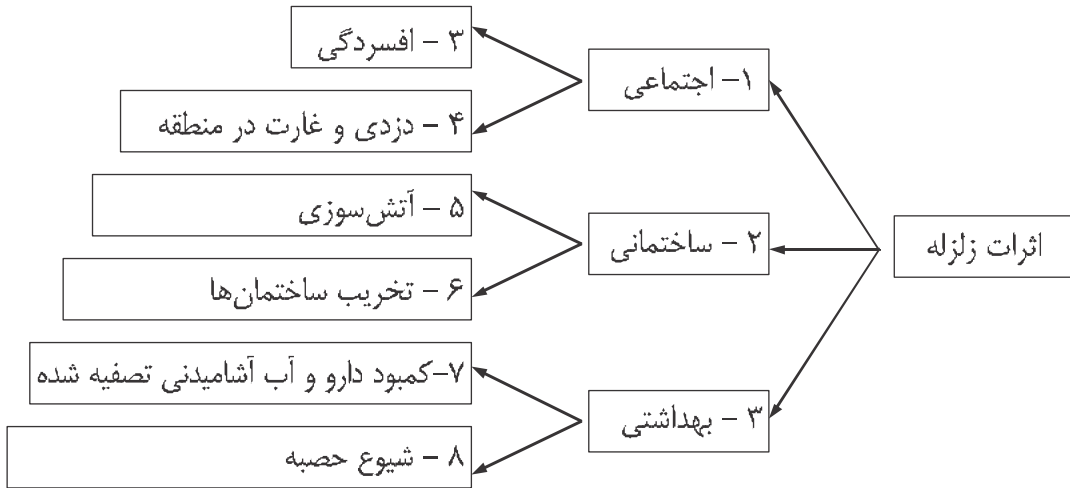 اثرات زلزله
۱- اجتماعی
۳ - افسردگی
۴ - دزدی و غارت در منطقه
۲ - ساختمانی
۵ - آتش‌سوزی
۶ - تخریب ساختمان‌ها
۳ - بهداشتی
۷-کمبود دارو و آب آشامیدنی تصفیه شده
۸ - شیوع حصبه